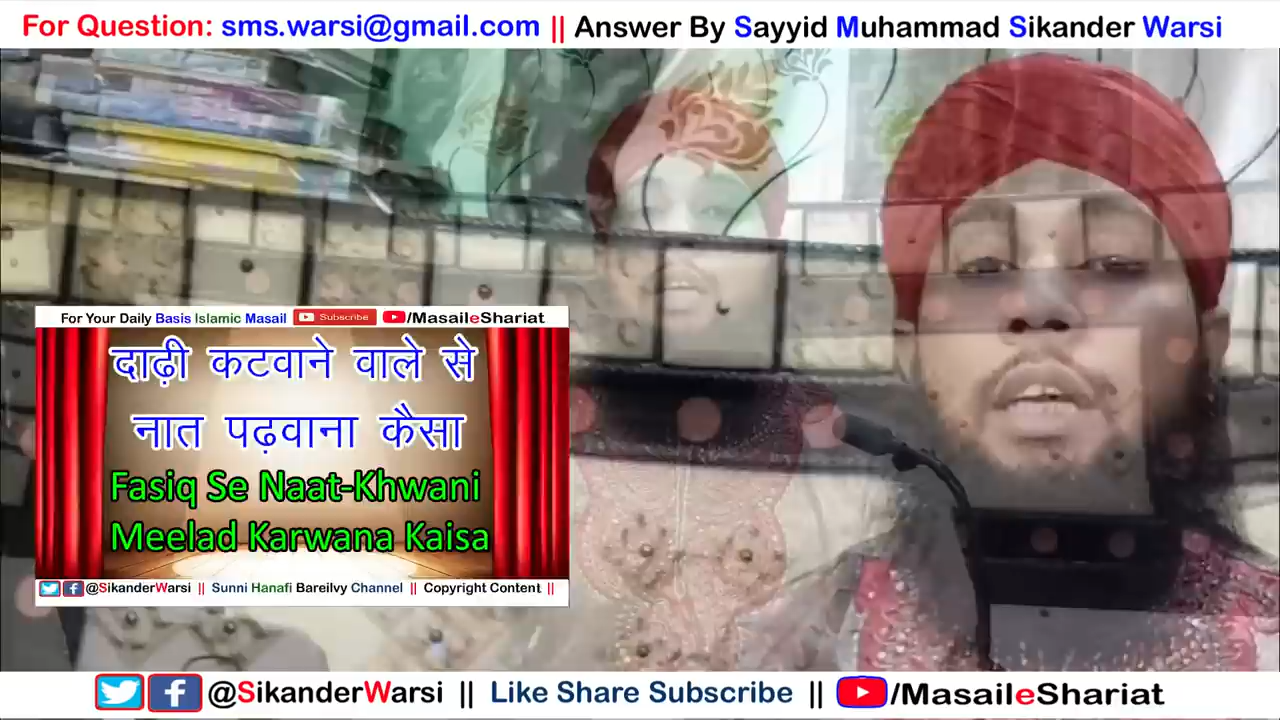 For Question: sms.warsi@gmail.com || Answer By Sayyid Muhammad Sikander Warsi
For Your Daily Basis Islamic Masail Subscribe /MasaileShariat
दाढ़ी कटवाने वाले से
नात पढ़वाना कैसा
Fasiq Se Naat-Khwani
Meelad Karwana Kaisa
@SikanderWarsi || Sunni Hanafi Bareilvy Channel || Copyright Content ||
@SikanderWarsi || Like Share Subscribe || /MasaileShariat